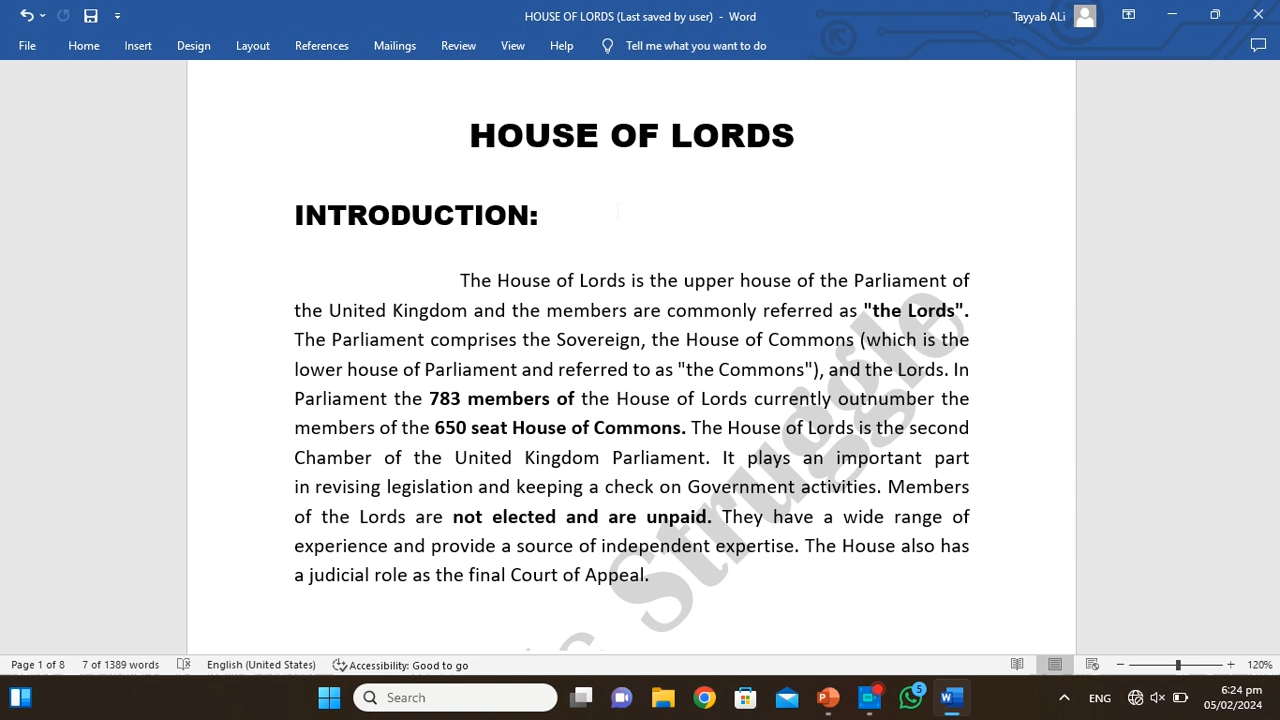 HOUSE OF LORDS (Last saved by user) - Word
Tayyab ALi
File Home Insert Design Layout References Mailings Review View Help Tell me what you want to do
HOUSE OF LORDS
INTRODUCTION:
The House of Lords is the upper house of the Parliament of
the United Kingdom and the members are commonly referred as "the Lords".
The Parliament comprises the Sovereign, the House of Commons (which is the
lower house of Parliament and referred to as "the Commons"), and the Lords. In
Parliament the 783 members of the House of Lords currently outnumber the
members of the 650 seat House of Commons. The House of Lords is the second
Chamber of the United Kingdom Parliament. It plays an important part
in revising legislation and keeping a check on Government activities. Members
of the Lords are not elected and are unpaid. They have a wide range of
experience and provide a source of independent expertise. The House also has
a judicial role as the final Court of Appeal.
Struggle
Page 1 of 8 7 of 1389 words English (United States) Accessibility: Good to go 120%
Search
5
ENG
6:24 pm
05/02/2024